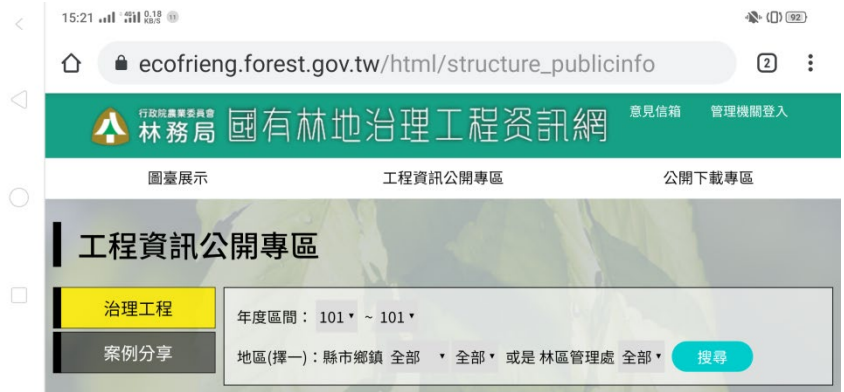 15:21 4G 0.18 KB/S 11 92
ecofrieng.forest.gov.tw/html/structure_publicinfo 2
行政院農業委員會
林務局 國有林地治理工程資訊網 意見信箱 管理機關登入
圖臺展示 工程資訊公開專區 公開下載專區
工程資訊公開專區
治理工程
案例分享
年度區間： 101 ~ 101
地區(擇一)：縣市鄉鎮 全部 全部 或是 林區管理處 全部 搜尋